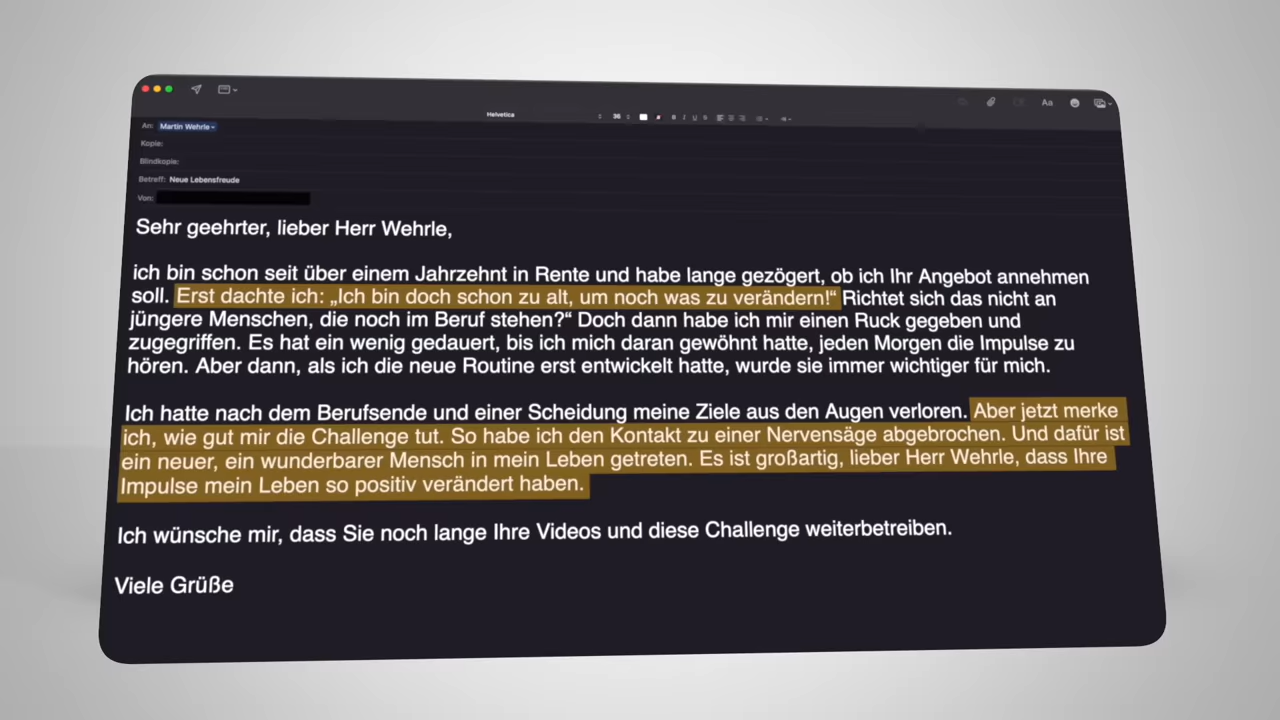 Helvetica
36
Aa
An: Martin Wehrle
Kopie:
Blindkopie:
Betreff: Neue Lebensfreude
Von:
Sehr geehrter, lieber Herr Wehrle,
ich bin schon seit über einem Jahrzehnt in Rente und habe lange gezögert, ob ich Ihr Angebot annehmen
soll. Erst dachte ich: „Ich bin doch schon zu alt, um noch was zu verändern!“ Richtet sich das nicht an
jüngere Menschen, die noch im Beruf stehen?“ Doch dann habe ich mir einen Ruck gegeben und
zugegriffen. Es hat ein wenig gedauert, bis ich mich daran gewöhnt hatte, jeden Morgen die Impulse zu
hören. Aber dann, als ich die neue Routine erst entwickelt hatte, wurde sie immer wichtiger für mich.
Ich hatte nach dem Berufsende und einer Scheidung meine Ziele aus den Augen verloren. Aber jetzt merke
ich, wie gut mir die Challenge tut. So habe ich den Kontakt zu einer Nervensäge abgebrochen. Und dafür ist
ein neuer, ein wunderbarer Mensch in mein Leben getreten. Es ist großartig, lieber Herr Wehrle, dass Ihre
Impulse mein Leben so positiv verändert haben.
Ich wünsche mir, dass Sie noch lange Ihre Videos und diese Challenge weiterbetreiben.
Viele Grüße